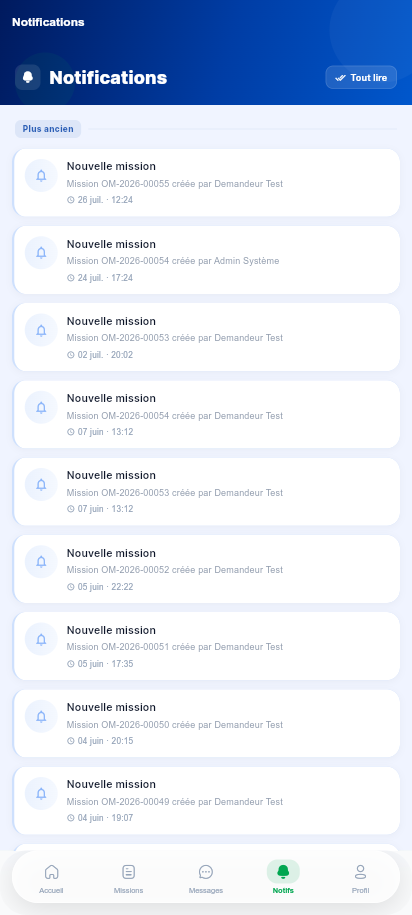 Notifications
Notifications
Tout lire
Plus ancien
Nouvelle mission
Mission OM-2026-00055 créée par Demandeur Test
26 juil. · 12:24
Nouvelle mission
Mission OM-2026-00054 créée par Admin Système
24 juil. · 17:24
Nouvelle mission
Mission OM-2026-00053 créée par Demandeur Test
02 juil. · 20:02
Nouvelle mission
Mission OM-2026-00054 créée par Demandeur Test
07 juin · 13:12
Nouvelle mission
Mission OM-2026-00053 créée par Demandeur Test
07 juin · 13:12
Nouvelle mission
Mission OM-2026-00052 créée par Demandeur Test
05 juin · 22:22
Nouvelle mission
Mission OM-2026-00051 créée par Demandeur Test
05 juin · 17:35
Nouvelle mission
Mission OM-2026-00050 créée par Demandeur Test
04 juin · 20:15
Nouvelle mission
Mission OM-2026-00049 créée par Demandeur Test
04 juin · 19:07
Accueil
Missions
Messages
Notifs
Profil